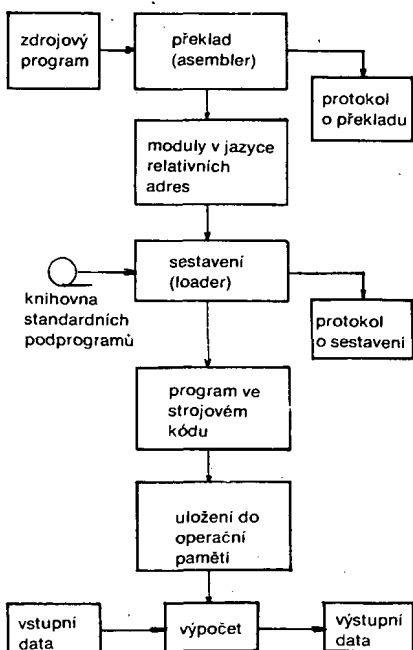 zdrojový
program
překlad
(asembler)
protokol
o překladu
moduly v jazyce
relativních
adres
sestavení
(loader)
knihovna
standardních
podprogramů
protokol
o sestavení
program ve
strojovém
kódu
uložení do
operační
paměti
vstupní
data
výpočet
výstupní
data